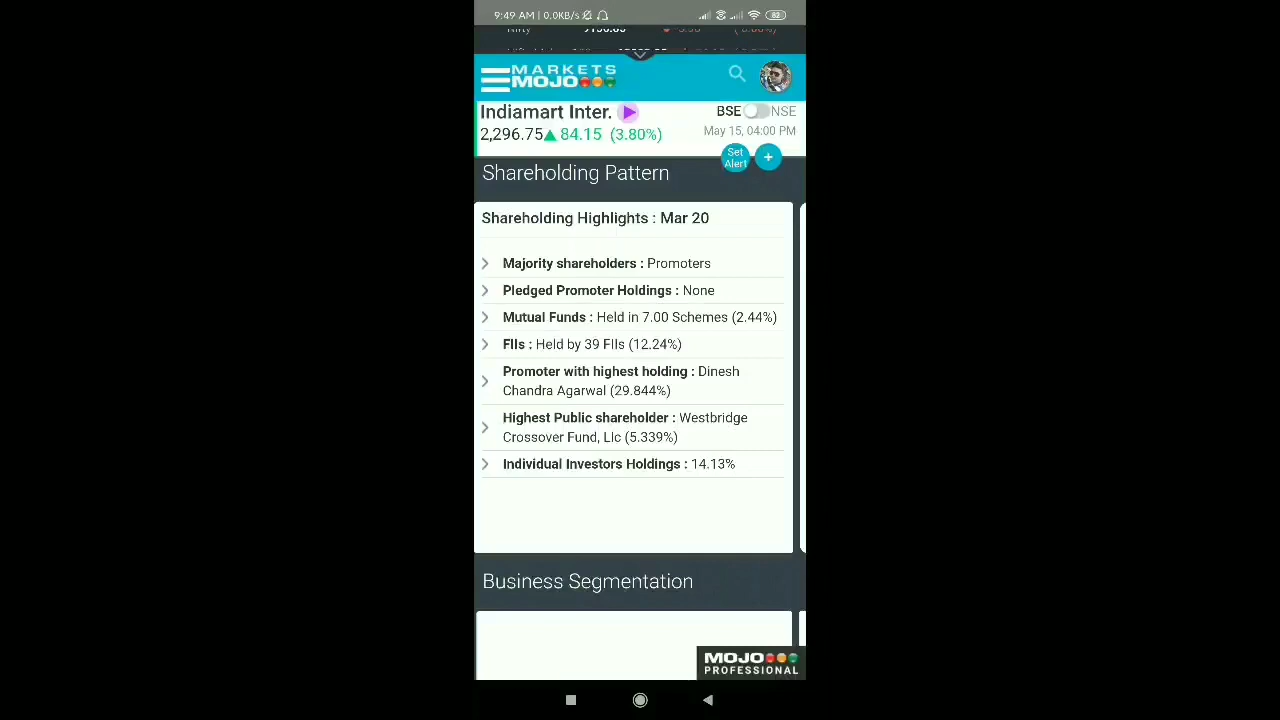 9:49 AM | 0.0KB/s
82
Nifty
MARKETS
MOJO
Indiamart Inter.
BSE NSE
2,296.75 84.15 (3.80%)
May 15, 04:00 PM
Set
Alert
+
Shareholding Pattern
Shareholding Highlights : Mar 20
Majority shareholders : Promoters
Pledged Promoter Holdings : None
Mutual Funds : Held in 7.00 Schemes (2.44%)
FIIs : Held by 39 FIIs (12.24%)
Promoter with highest holding : Dinesh
Chandra Agarwal (29.844%)
Highest Public shareholder : Westbridge
Crossover Fund, Llc (5.339%)
Individual Investors Holdings : 14.13%
Business Segmentation
MOJO
PROFESSIONAL